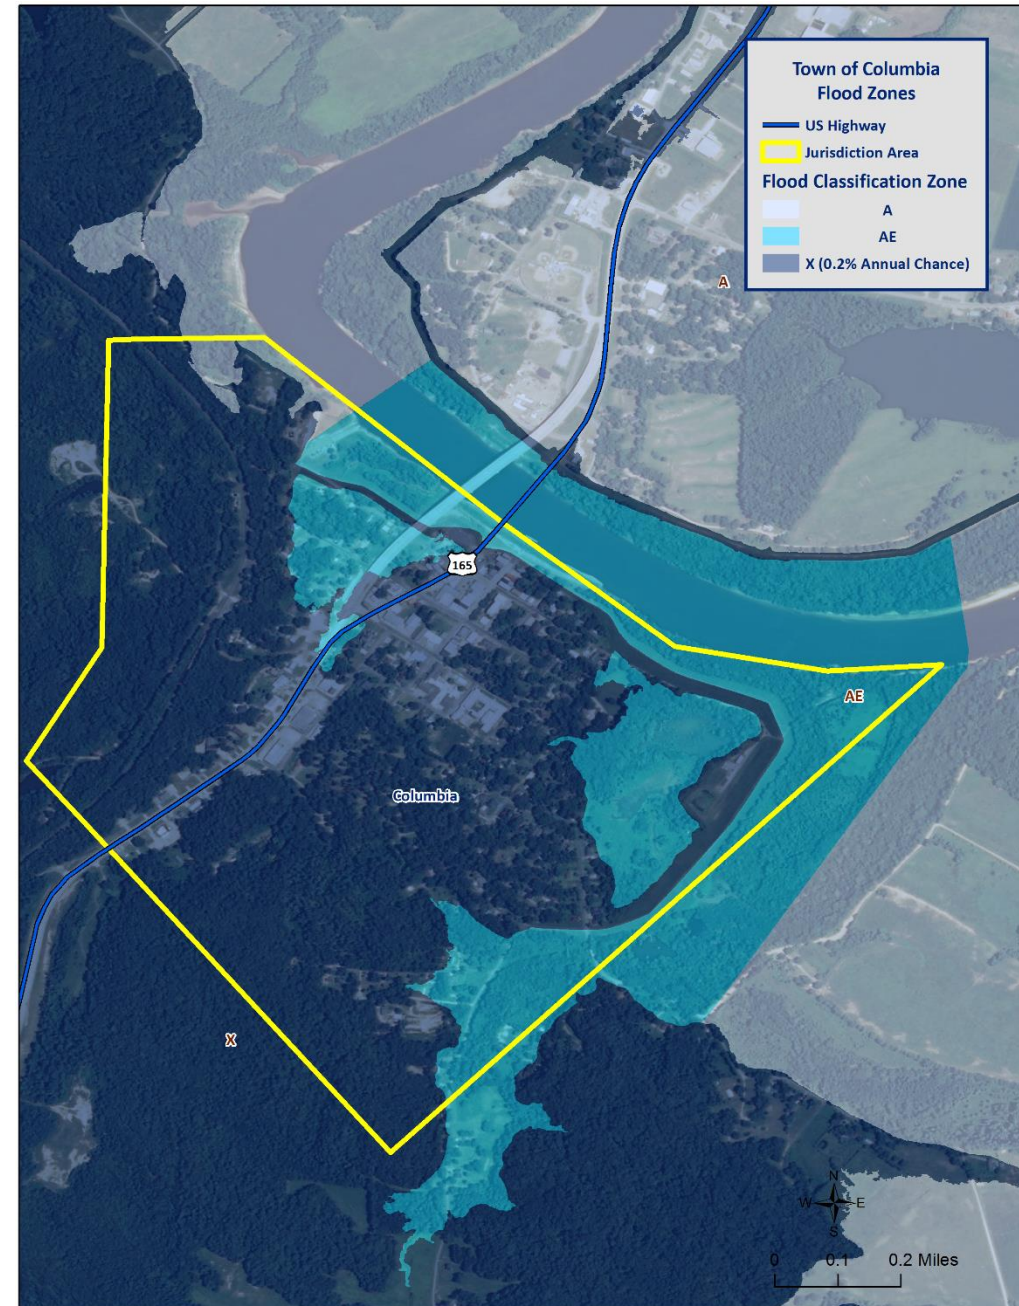 Town of Columbia
Flood Zones
US Highway
Jurisdiction Area
Flood Classification Zone
A
AE
X (0.2% Annual Chance)
A
165
AE
Columbia
X
N
W E
S
0 0.1 0.2 Miles